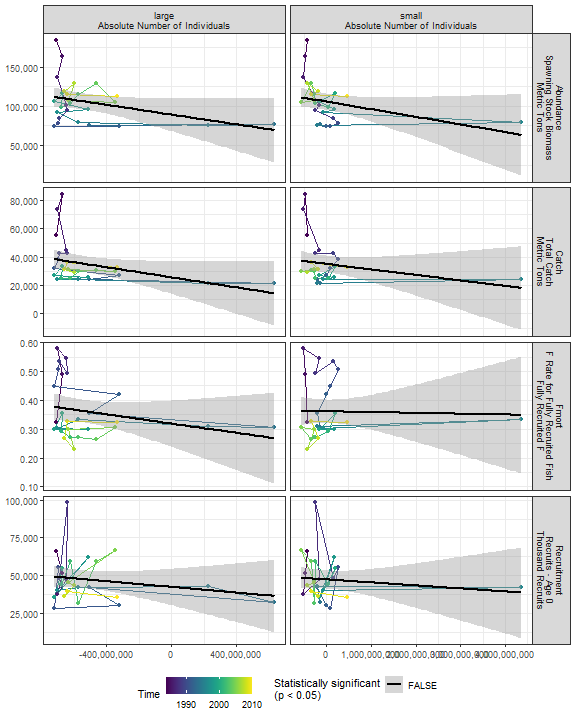 large
Absolute Number of Individuals
small
Absolute Number of Individuals
150,000
100,000
50,000
Abundance
Spawning Stock Biomass
Metric Tons
80,000
60,000
40,000
20,000
0
Catch
Total Catch
Metric Tons
0.60
0.50
0.40
0.30
0.20
0.10
Fmort
F Rate for Fully Recruited Fish
Fully Recruited F
100,000
75,000
50,000
25,000
Recruitment
Recruits - Age 0
Thousand Recruits
-400,000,000
0
400,000,000
0
1,000,000,000
2,000,000,000
3,000,000,000
4,000,000,000
Time
1990
2000
2010
Statistically significant
(p < 0.05)
FALSE